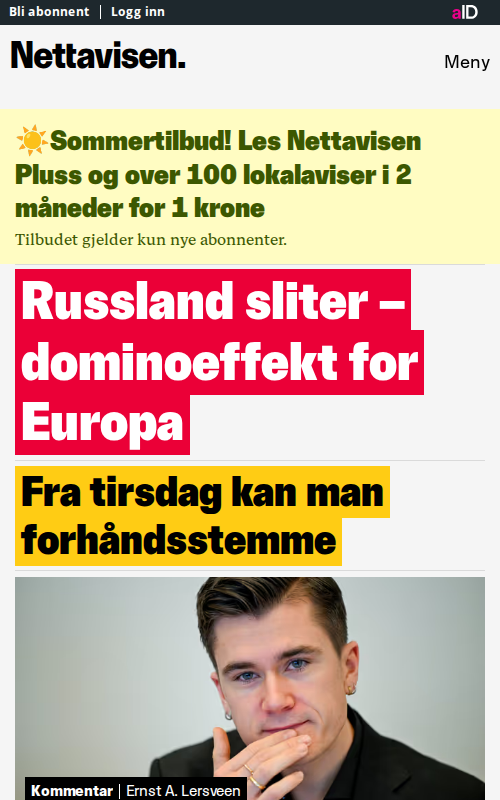 Bli abonnent | Logg inn
aID
Nettavisen.
Meny
☀️Sommertilbud! Les Nettavisen
Pluss og over 100 lokalaviser i 2
måneder for 1 krone
Tilbudet gjelder kun nye abonnenter.
Russland sliter –
dominoeffekt for
Europa
Fra tirsdag kan man
forhåndsstemme
Kommentar | Ernst A. Lersveen